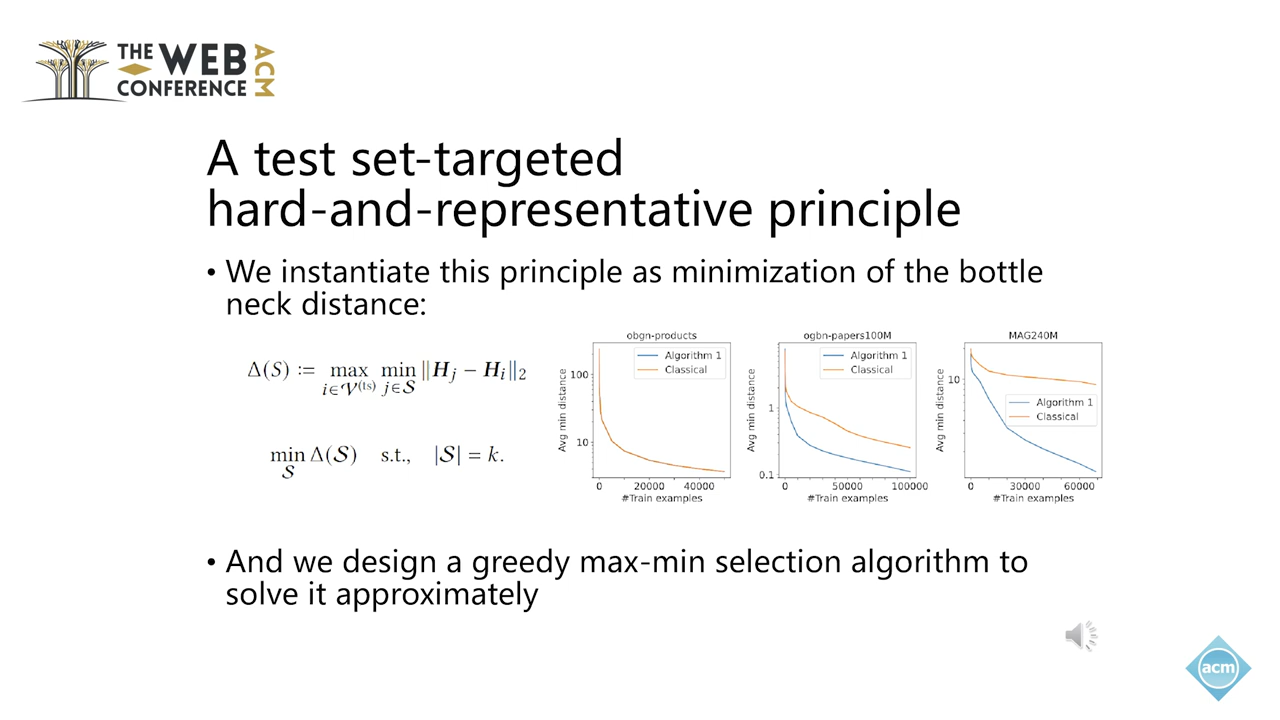 THE WEB
CONFERENCE
ACM
A test set-targeted
hard-and-representative principle
• We instantiate this principle as minimization of the bottle
neck distance:
Δ(S) := max min ||H_j − H_i||_2
i∈V^(ts) j∈S
min Δ(S) s.t., |S| = k.
S
obgn-products
Algorithm 1
Classical
Avg min distance
100
10
0 20000 40000
#Train examples
ogbn-papers100M
Algorithm 1
Classical
Avg min distance
1
0.1
0 50000 100000
#Train examples
MAG240M
Algorithm 1
Classical
Avg min distance
10
0 30000 60000
#Train examples
• And we design a greedy max-min selection algorithm to
solve it approximately
acm